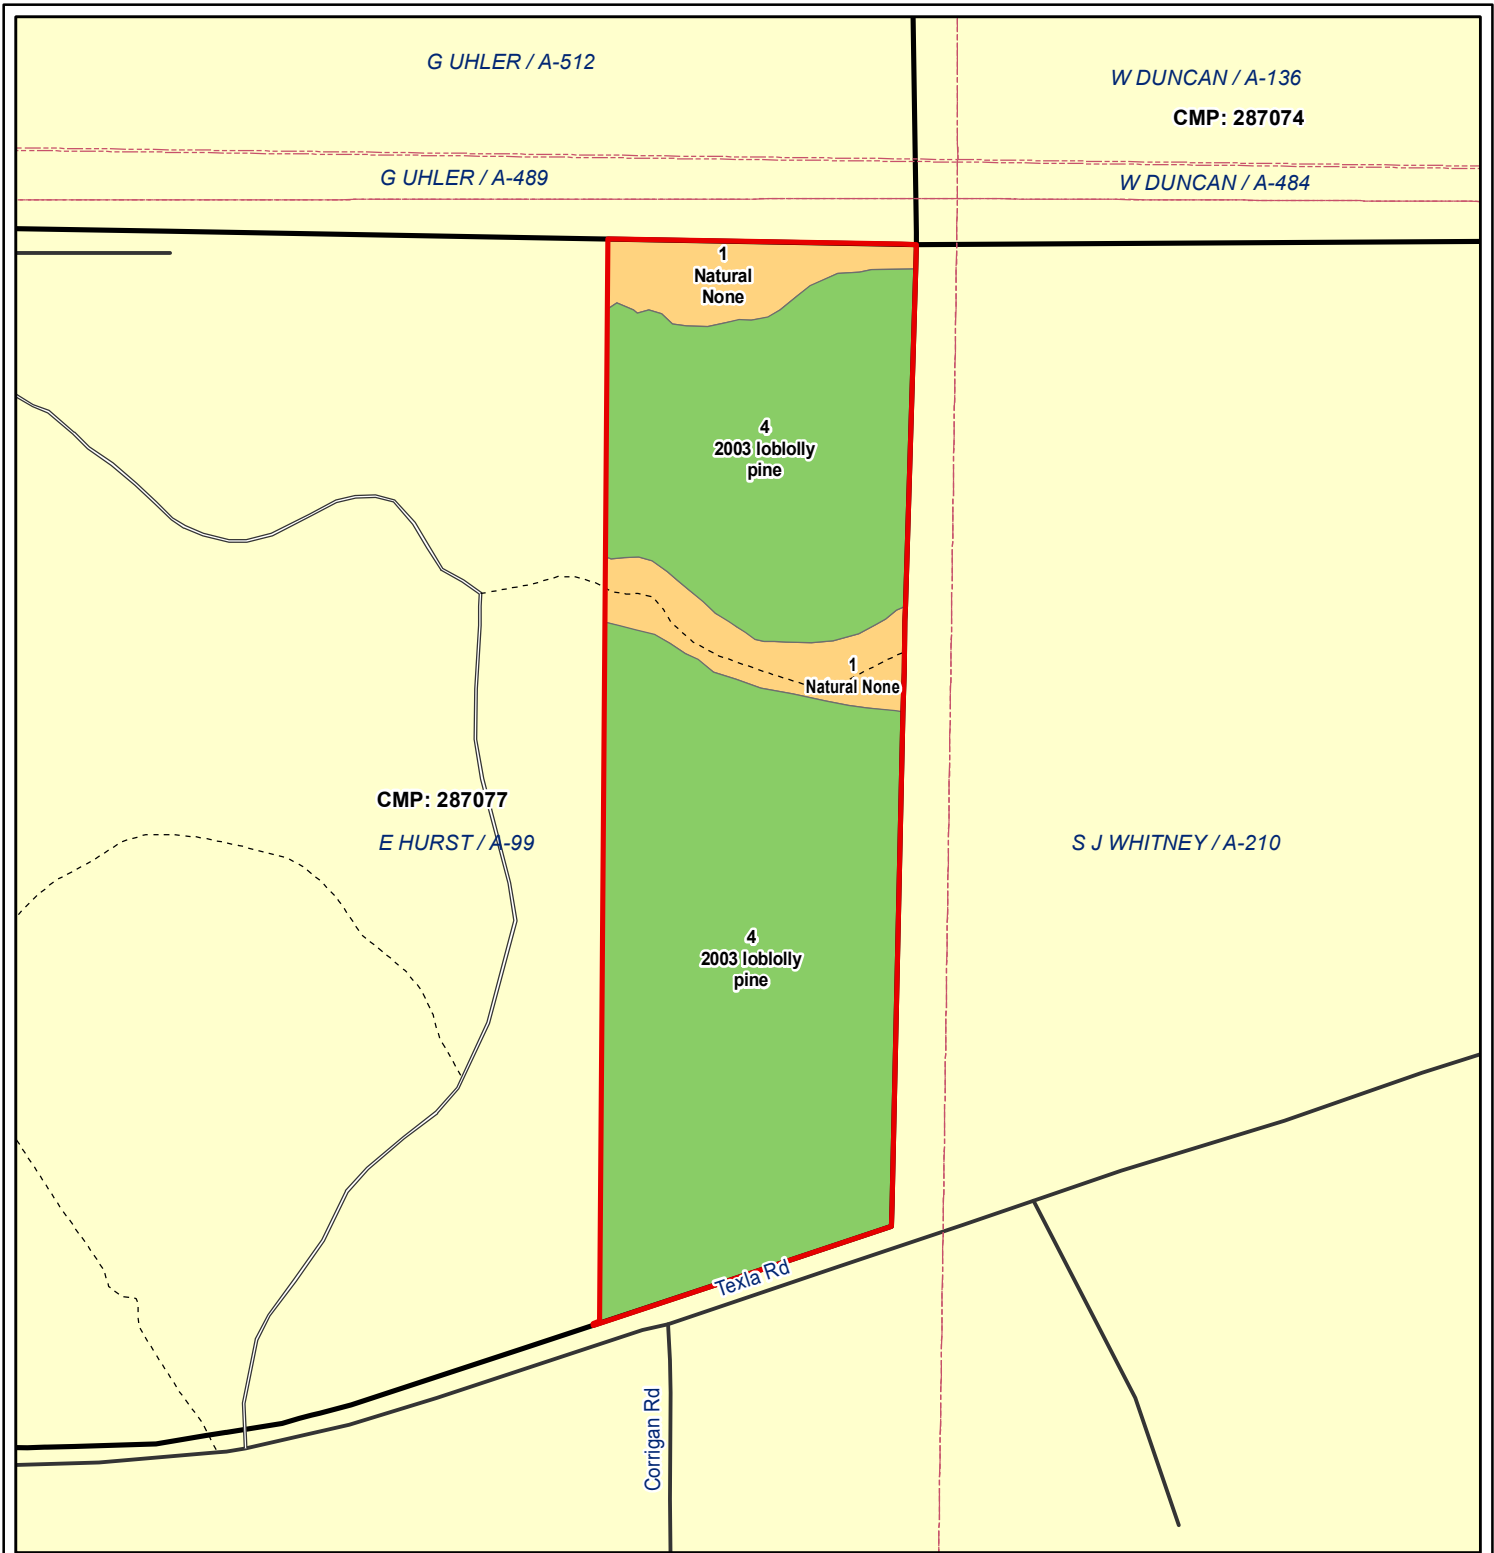 G UHLER / A-512
W DUNCAN / A-136
CMP: 287074
G UHLER / A-489
W DUNCAN / A-484
1
Natural
None
4
2003 loblolly
pine
1
Natural None
CMP: 287077
E HURST / A-99
S J WHITNEY / A-210
4
2003 loblolly
pine
Texla Rd
Corrigan Rd